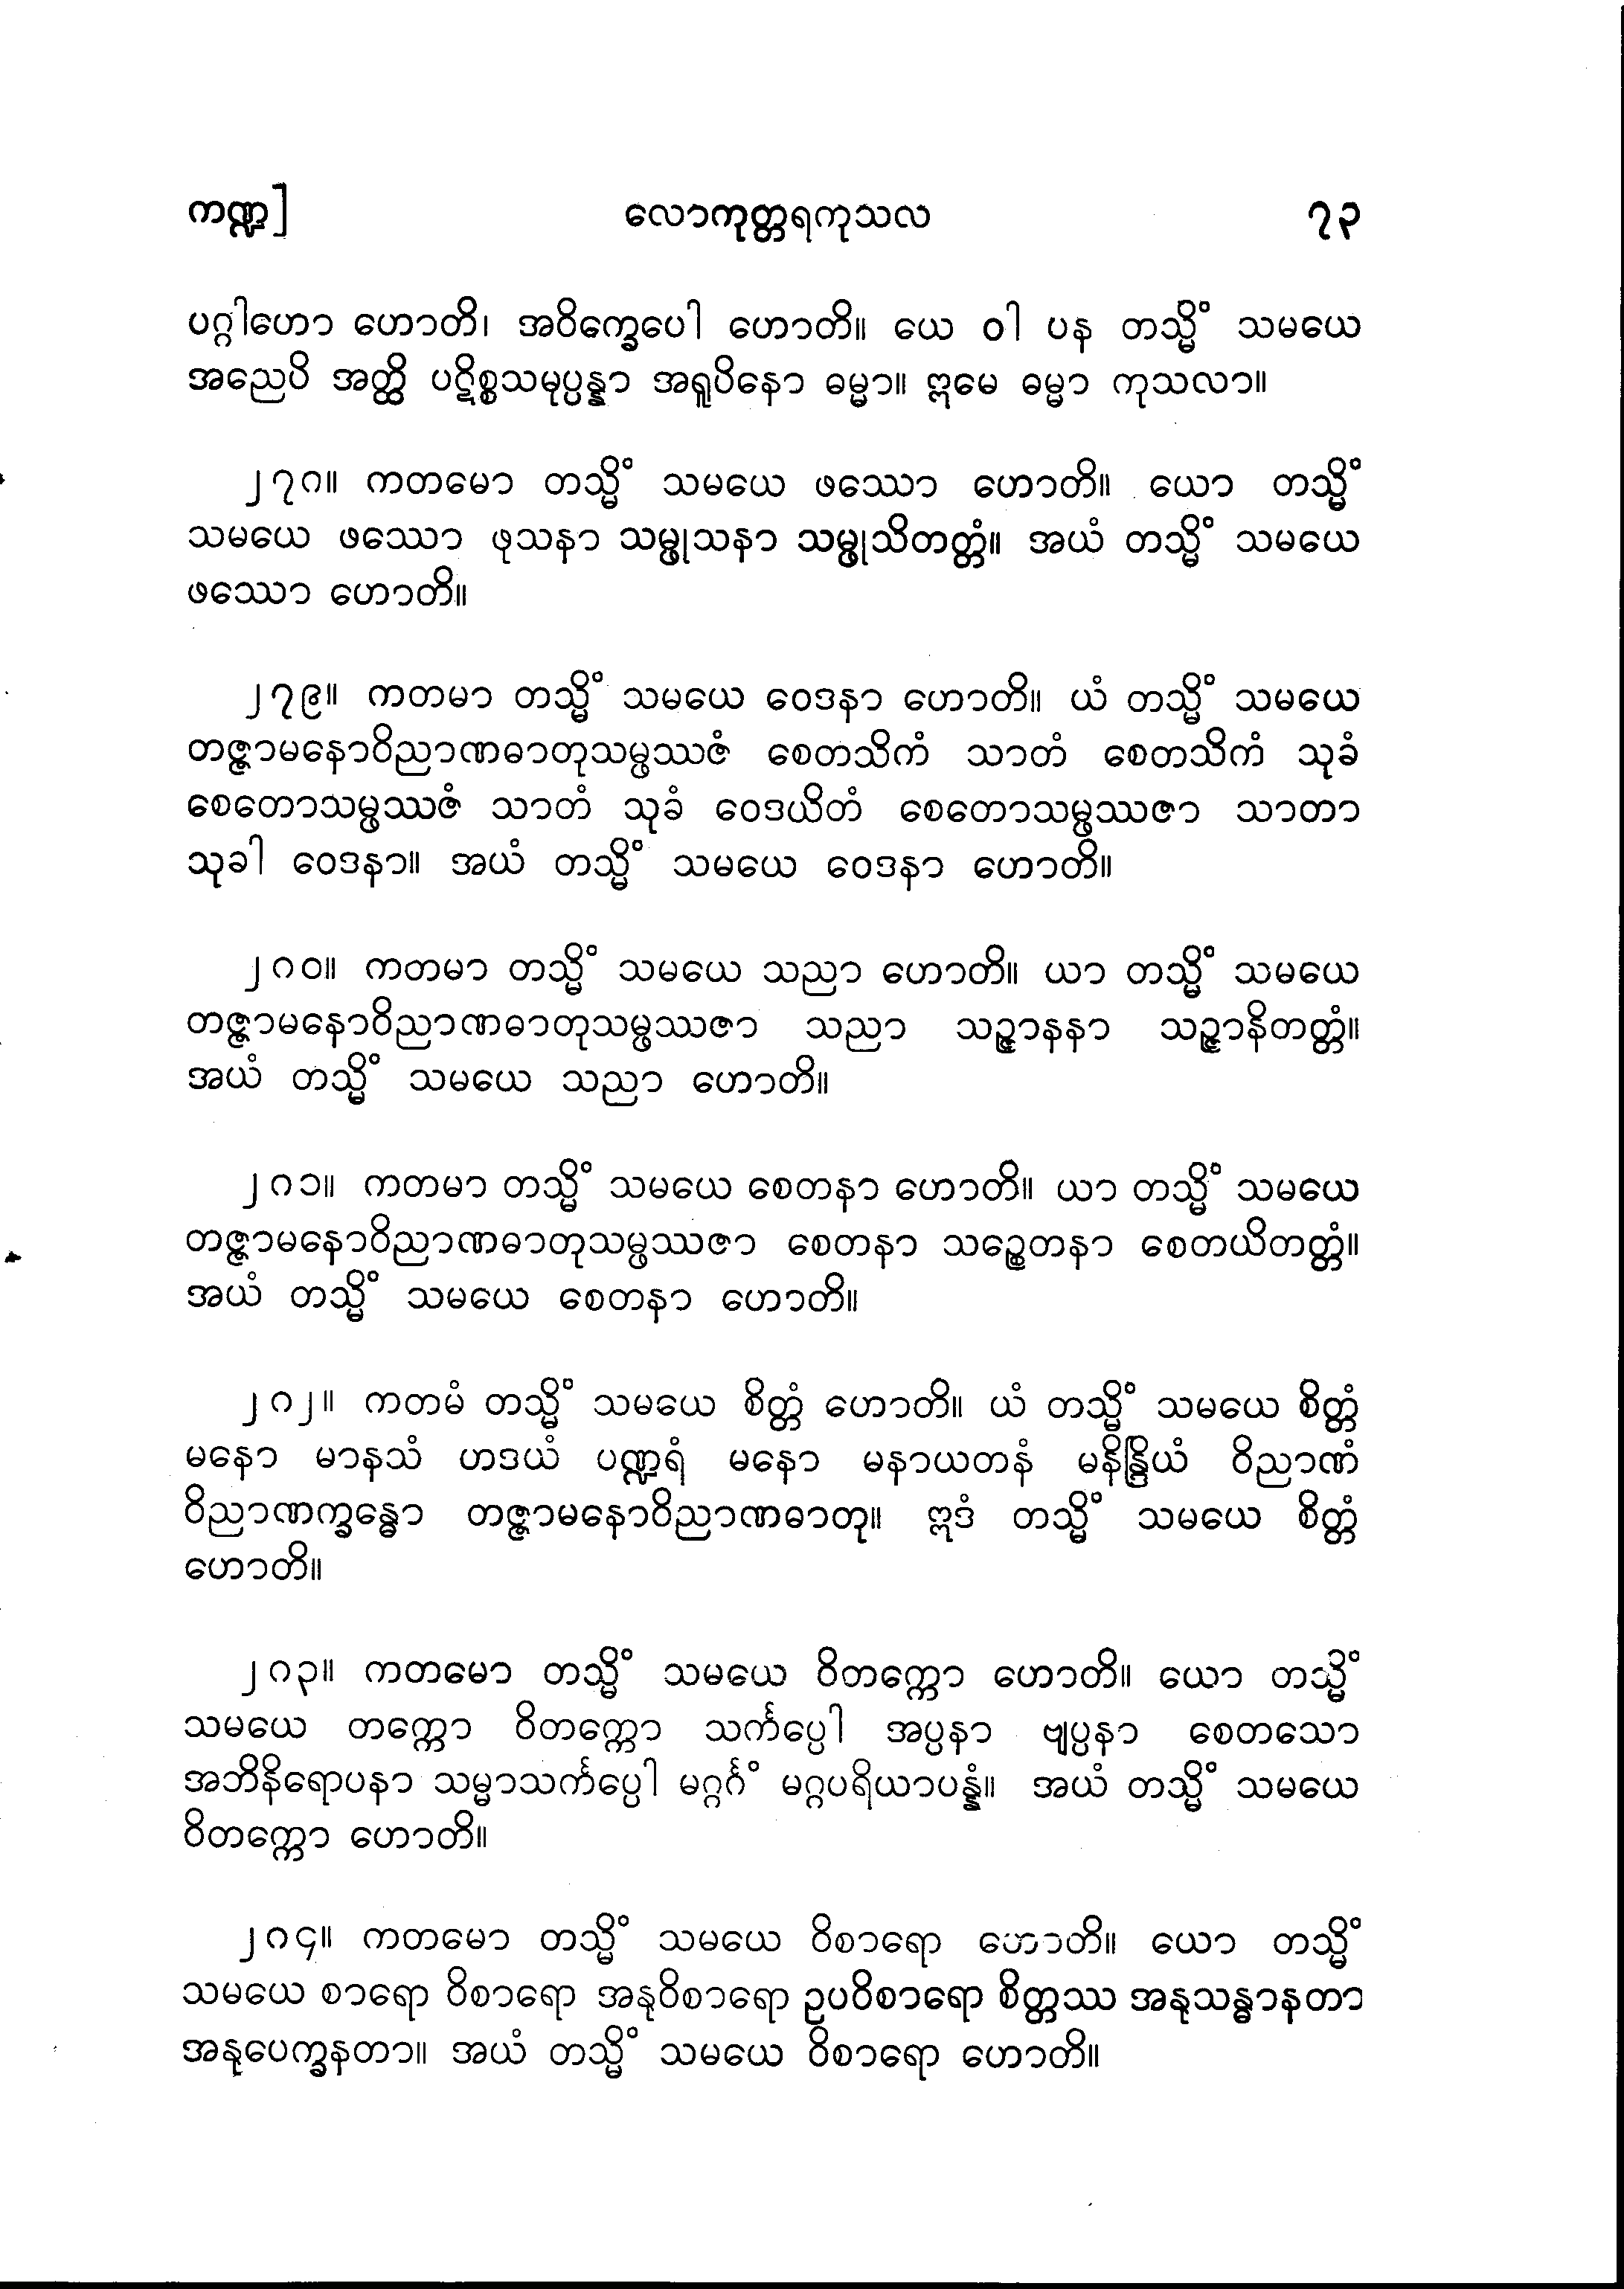 ကဏ္ဍ] လောကုတ္တရကုသလ ၇၃
ပဂ္ဂါဟော ဟောတိ၊ အဝိက္ခေပေါ ဟောတိ။ ယေ ဝါ ပန တသ္မိံ သမယေ
အညေပိ အတ္ထိ ပဋိစ္စသမုပ္ပန္နာ အရူပိနော ဓမ္မာ။ ဣမေ ဓမ္မာ ကုသလာ။
၂၇၈။ ကတမော တသ္မိံ သမယေ ဖဿော ဟောတိ။ ယော တသ္မိံ
သမယေ ဖဿော ဖုသနာ သမ္ဖုသနာ သမ္ဖုသိတတ္တံ။ အယံ တသ္မိံ သမယေ
ဖဿော ဟောတိ။
၂၇၉။ ကတမာ တသ္မိံ သမယေ ဝေဒနာ ဟောတိ။ ယံ တသ္မိံ သမယေ
တဇ္ဇာမနောဝိညာဏဓာတုသမ္ဖဿဇံ စေတသိကံ သာတံ စေတသိကံ သုခံ
စေတောသမ္ဖဿဇံ သာတံ သုခံ ဝေဒယိတံ စေတောသမ္ဖဿဇာ သာတာ
သုခါ ဝေဒနာ။ အယံ တသ္မိံ သမယေ ဝေဒနာ ဟောတိ။
၂၈၀။ ကတမာ တသ္မိံ သမယေ သညာ ဟောတိ။ ယာ တသ္မိံ သမယေ
တဇ္ဇာမနောဝိညာဏဓာတုသမ္ဖဿဇာ သညာ သဉ္ဇာနနာ သဉ္ဇာနိတတ္တံ။
အယံ တသ္မိံ သမယေ သညာ ဟောတိ။
၂၈၁။ ကတမာ တသ္မိံ သမယေ စေတနာ ဟောတိ။ ယာ တသ္မိံ သမယေ
တဇ္ဇာမနောဝိညာဏဓာတုသမ္ဖဿဇာ စေတနာ သဉ္စေတနာ စေတယိတတ္တံ။
အယံ တသ္မိံ သမယေ စေတနာ ဟောတိ။
၂၈၂။ ကတမံ တသ္မိံ သမယေ စိတ္တံ ဟောတိ။ ယံ တသ္မိံ သမယေ စိတ္တံ
မနော မာနသံ ဟဒယံ ပဏ္ဍရံ မနော မနာယတနံ မနိန္ဒြိယံ ဝိညာဏံ
ဝိညာဏက္ခန္ဓော တဇ္ဇာမနောဝိညာဏဓာတု။ ဣဒံ တသ္မိံ သမယေ စိတ္တံ
ဟောတိ။
၂၈၃။ ကတမော တသ္မိံ သမယေ ဝိတက္ကော ဟောတိ။ ယော တသ္မိံ
သမယေ တက္ကော ဝိတက္ကော သင်္ကပ္ပေါ အပ္ပနာ ဗျပ္ပနာ စေတသော
အဘိနိရောပနာ သမ္မာသင်္ကပ္ပေါ မဂ္ဂင်္ဂံ မဂ္ဂပရိယာပန္နံ။ အယံ တသ္မိံ သမယေ
ဝိတက္ကော ဟောတိ။
၂၈၄။ ကတမော တသ္မိံ သမယေ ဝိစာရော ဟောတိ။ ယော တသ္မိံ
သမယေ စာရော ဝိစာရော အနုဝိစာရော ဥပဝိစာရော စိတ္တဿ အနုသန္ဓာနတာ
အနုပေက္ခနတာ။ အယံ တသ္မိံ သမယေ ဝိစာရော ဟောတိ။